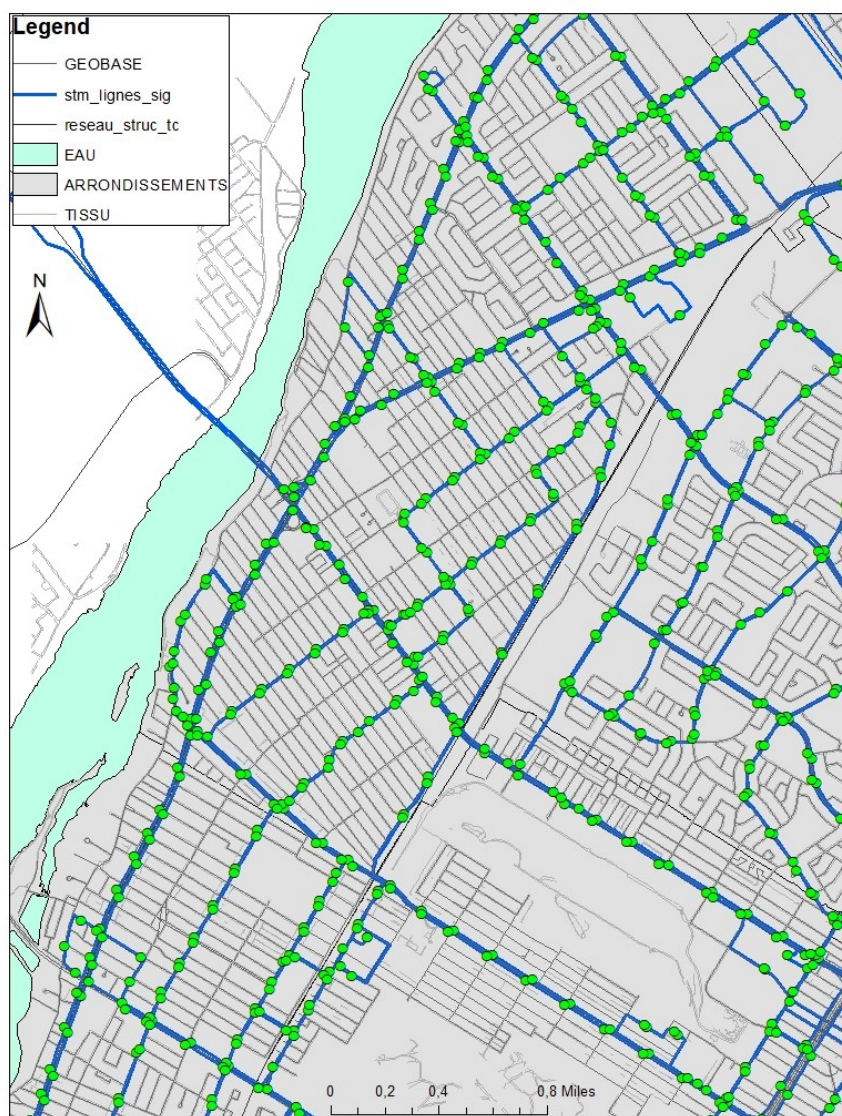 Legend
GEOBASE
stm_lignes_sig
reseau_struc_tc
EAU
ARRONDISSEMENTS
TISSU
N
0 0,2 0,4 0,8 Miles